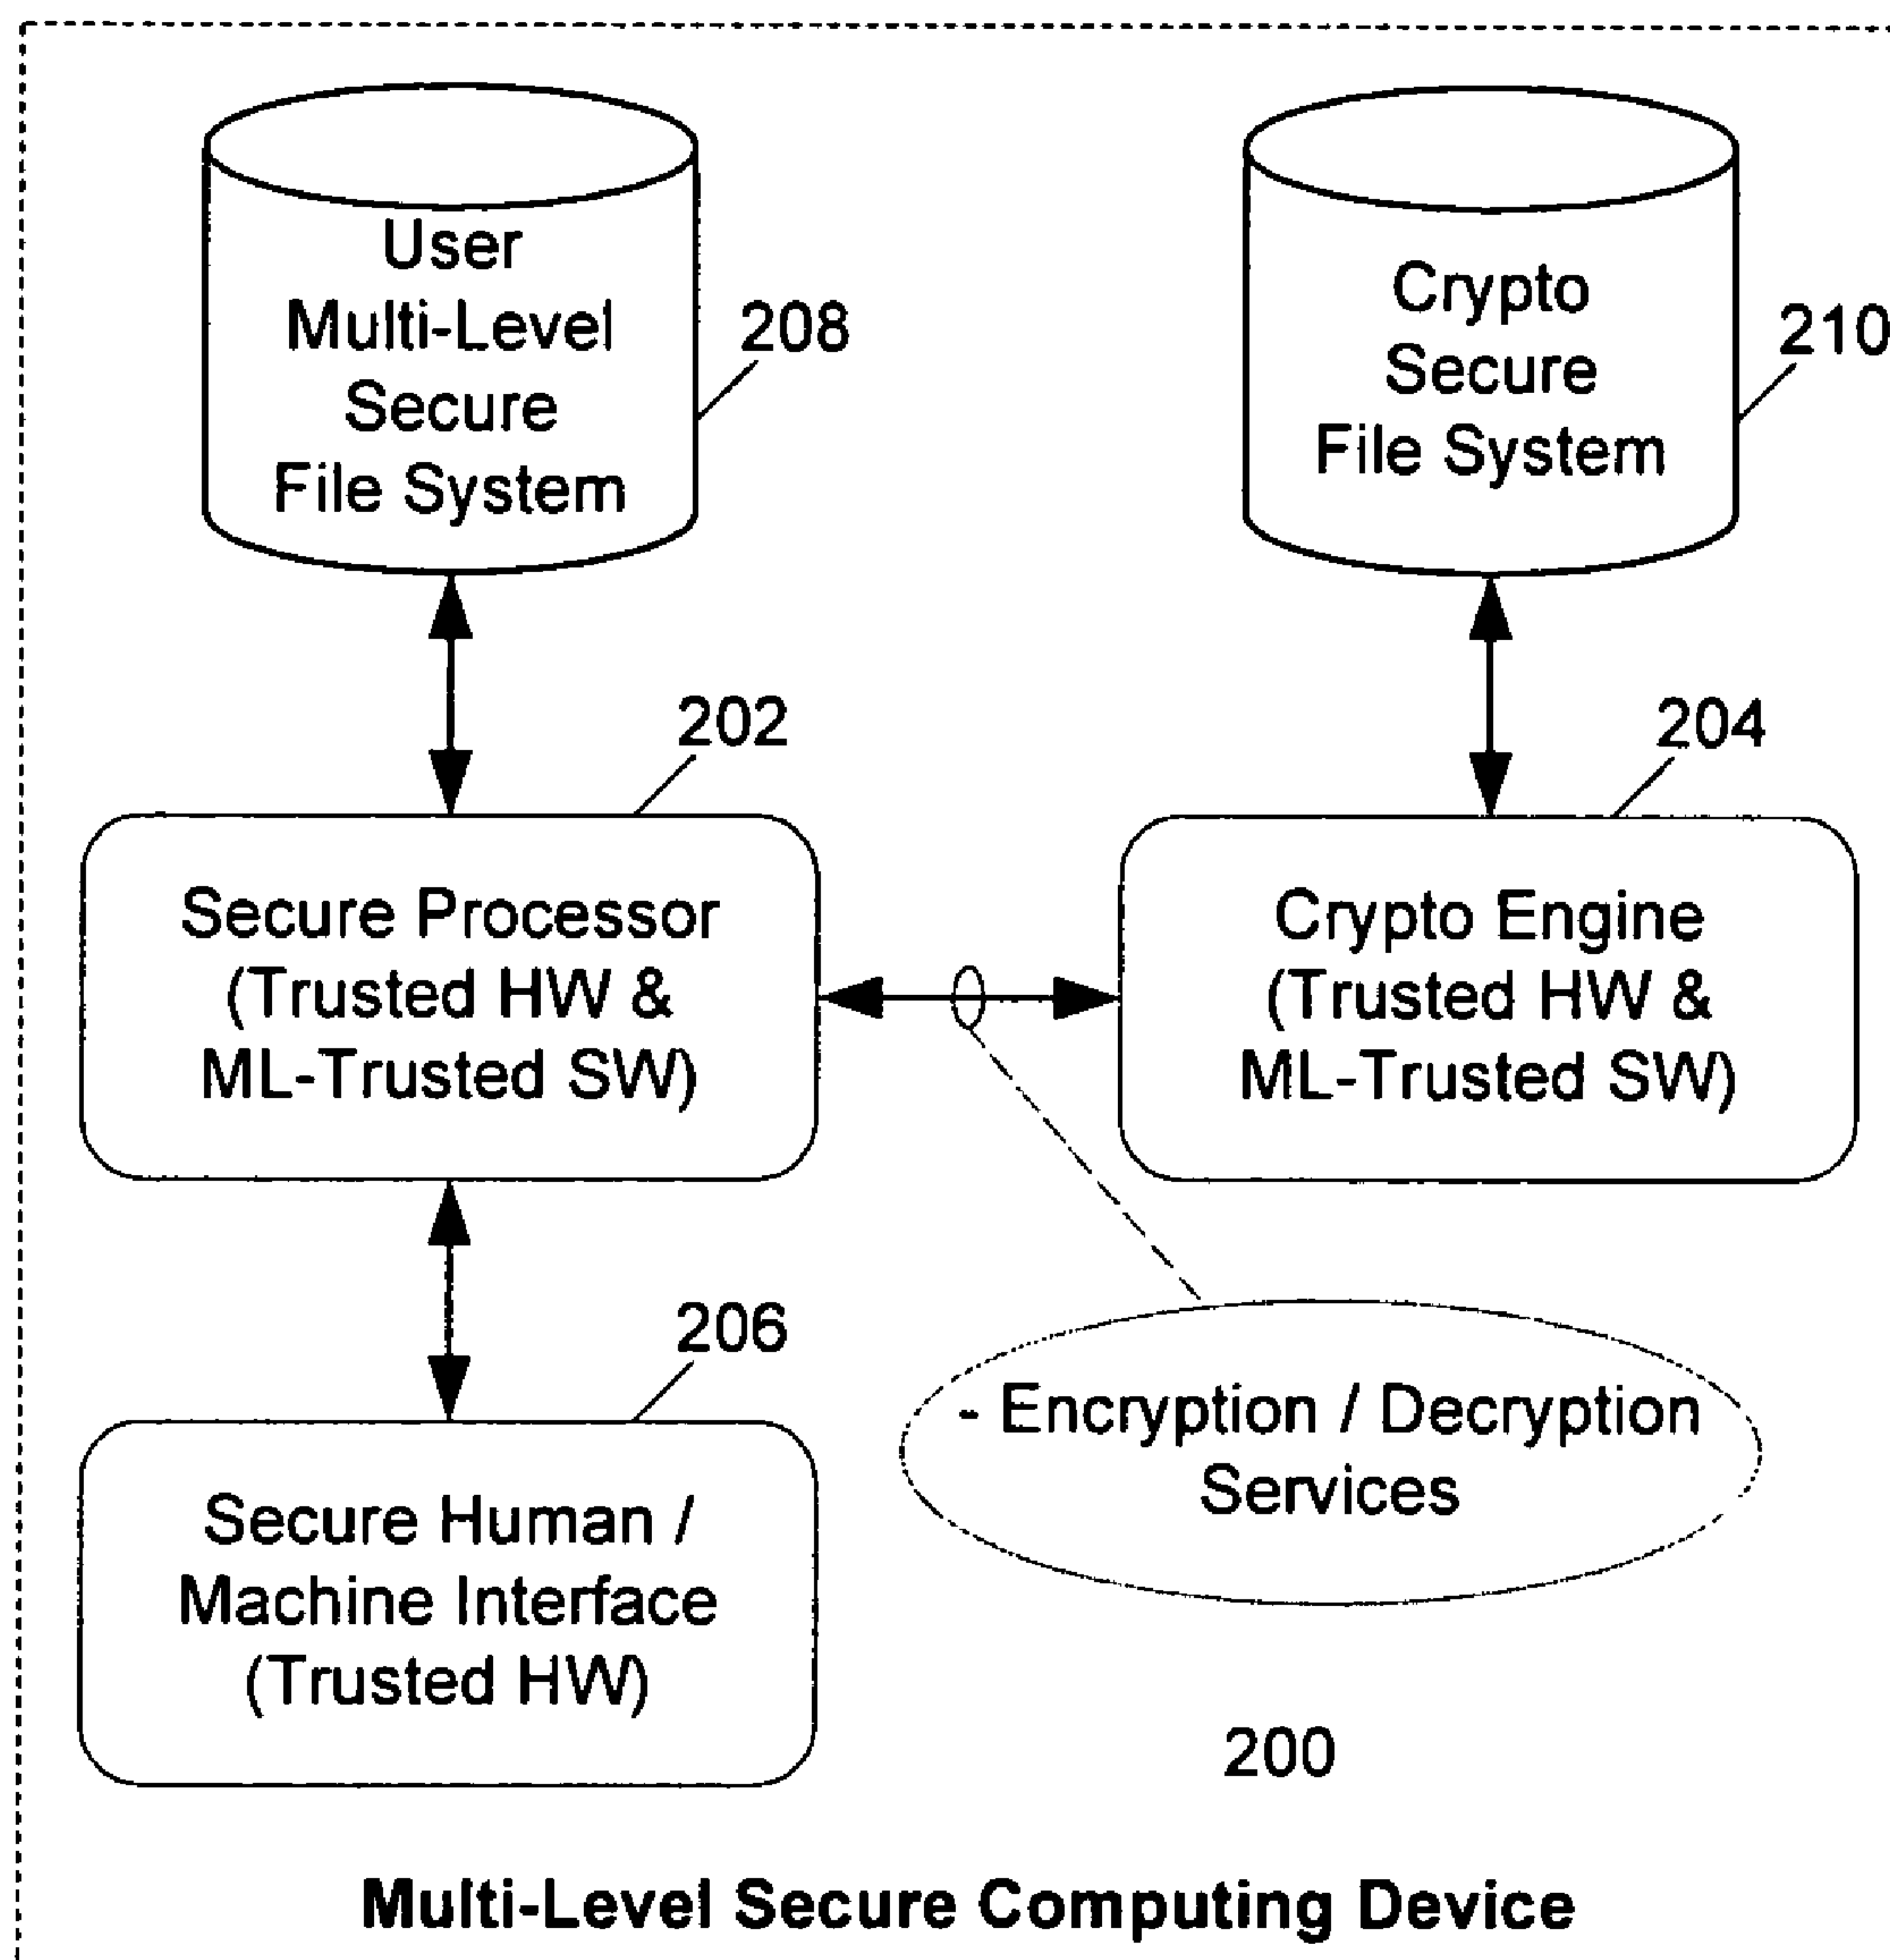 User
Multi-Level
Secure
File System
208
Crypto
Secure
File System
210
202
204
Secure Processor
(Trusted HW &
ML-Trusted SW)
Crypto Engine
(Trusted HW &
ML-Trusted SW)
206
- Encryption / Decryption
Services
Secure Human /
Machine Interface
(Trusted HW)
200
Multi-Level Secure Computing Device